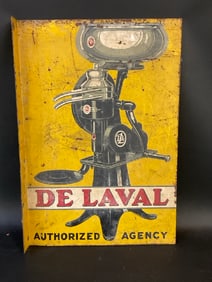 DE LAVAL
AUTHORIZED AGENCY